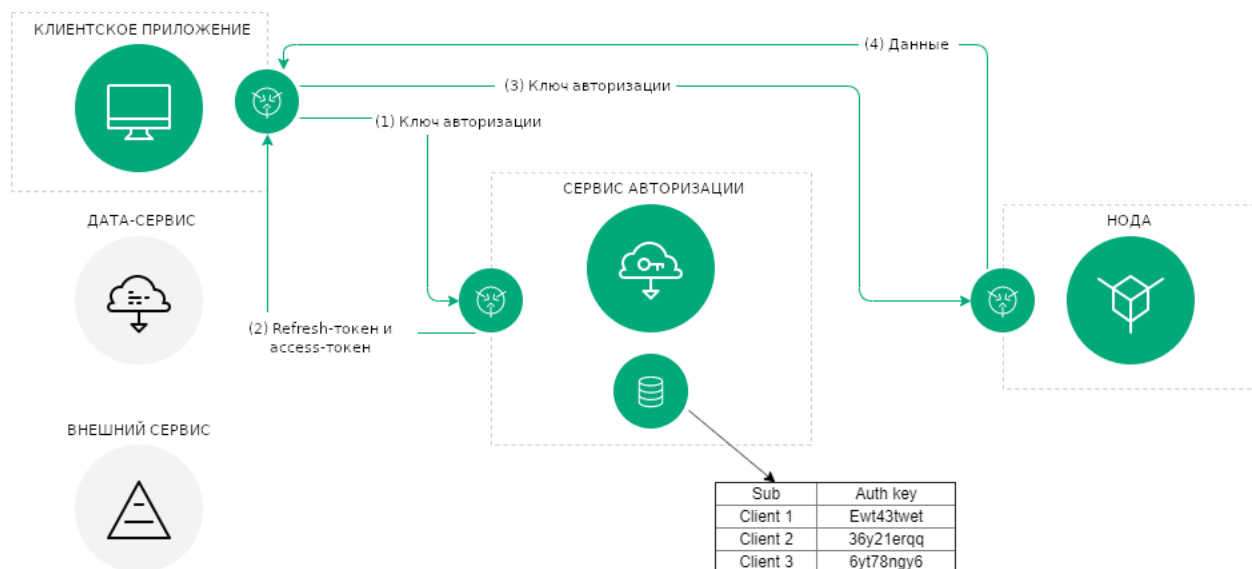 КЛИЕНТСКОЕ ПРИЛОЖЕНИЕ
(4) Данные
(3) Ключ авторизации
(1) Ключ авторизации
СЕРВИС АВТОРИЗАЦИИ
ДАТА-СЕРВИС
НОДА
(2) Refresh-токен и
access-токен
ВНЕШНИЙ СЕРВИС
Sub Auth key
Client 1 Ewt43twet
Client 2 36y21erqq
Client 3 6yt78ngy6